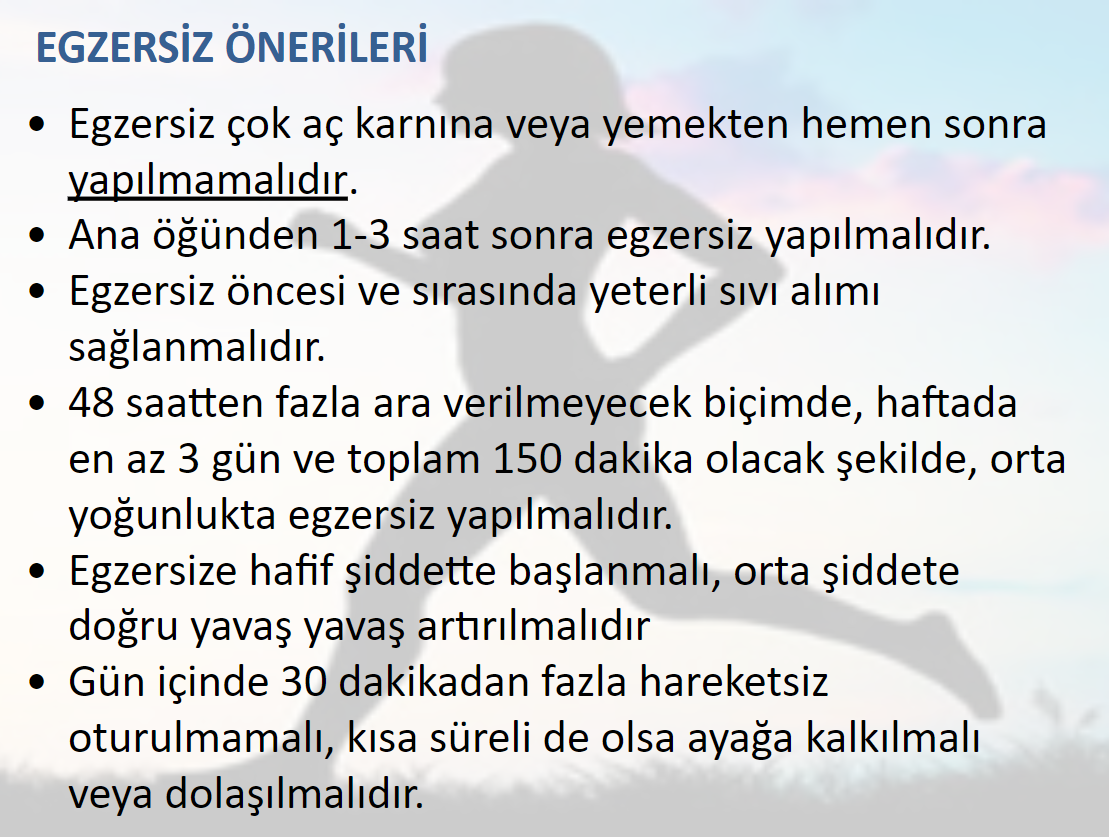 EGZERSİZ ÖNERİLERİ
• Egzersiz çok aç karnına veya yemekten hemen sonra
yapılmamalıdır.
• Ana öğünden 1-3 saat sonra egzersiz yapılmalıdır.
• Egzersiz öncesi ve sırasında yeterli sıvı alımı
sağlanmalıdır.
• 48 saatten fazla ara verilmeyecek biçimde, haftada
en az 3 gün ve toplam 150 dakika olacak şekilde, orta
yoğunlukta egzersiz yapılmalıdır.
• Egzersize hafif şiddette başlanmalı, orta şiddete
doğru yavaş yavaş artırılmalıdır
• Gün içinde 30 dakikadan fazla hareketsiz
oturulmamalı, kısa süreli de olsa ayağa kalkılmalı
veya dolaşılmalıdır.